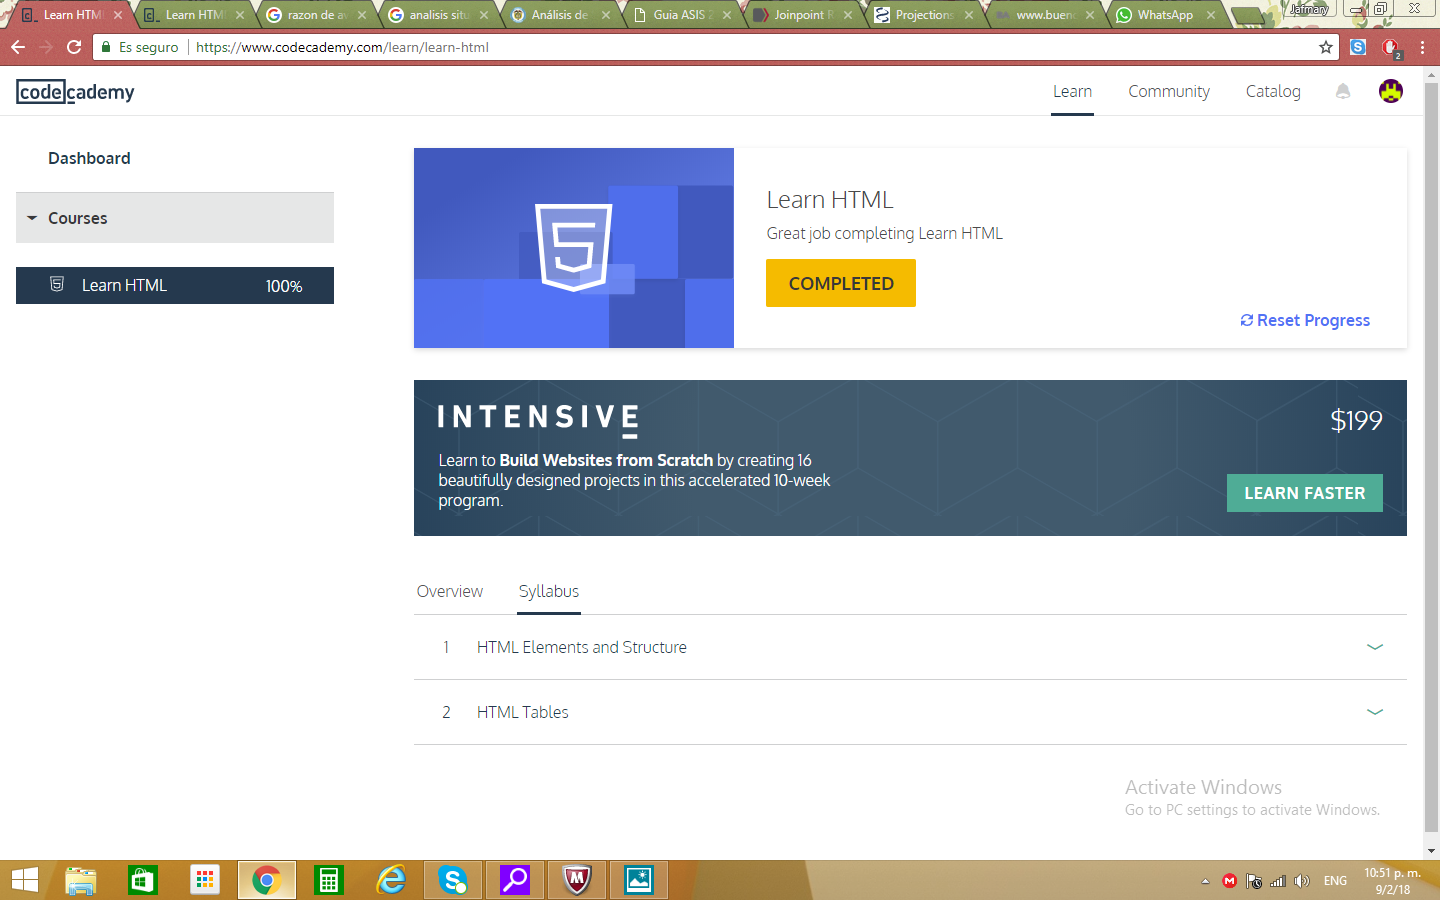 Learn HTM
Learn HTM
razon de av
analisis situ
Análisis de
Guia ASIS 2
Joinpoint R
Projections
www.buen
WhatsApp
Jafmary
Es seguro
https://www.codecademy.com/learn/learn-html
2
codecademy
Learn
Community
Catalog
Dashboard
Courses
Learn HTML
100%
Learn HTML
Great job completing Learn HTML
COMPLETED
Reset Progress
INTENSIVE
$199
Learn to Build Websites from Scratch by creating 16
beautifully designed projects in this accelerated 10-week
program.
LEARN FASTER
Overview
Syllabus
1 HTML Elements and Structure
2 HTML Tables
Activate Windows
Go to PC settings to activate Windows.
ENG
10:51 p. m.
9/2/18